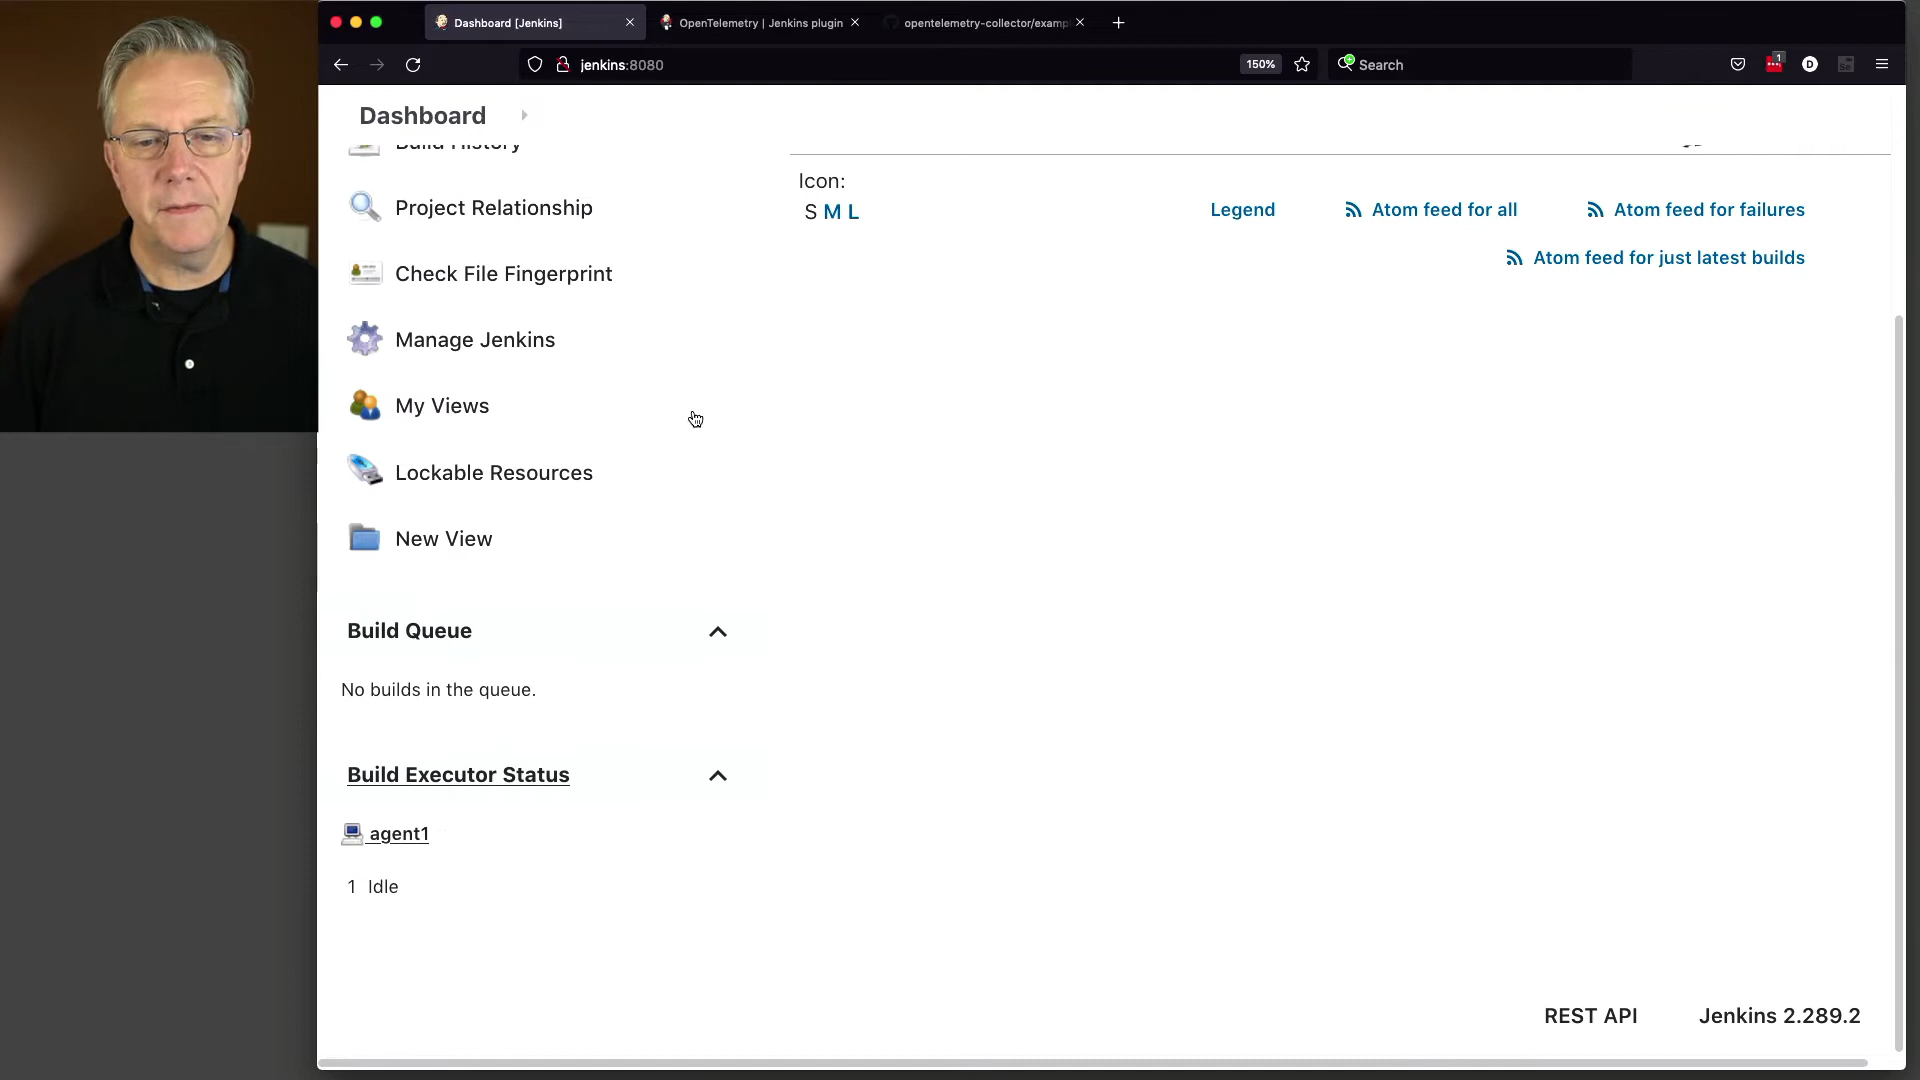 Dashboard [Jenkins]
OpenTelemetry | Jenkins plugin
opentelemetry-collector/examp
jenkins:8080
150%
Search
1
D
Dashboard
Build History
Project Relationship
Check File Fingerprint
Manage Jenkins
My Views
Lockable Resources
New View
Icon:
S M L
Legend
Atom feed for all
Atom feed for failures
Atom feed for just latest builds
Build Queue
No builds in the queue.
Build Executor Status
agent1
1 Idle
REST API
Jenkins 2.289.2